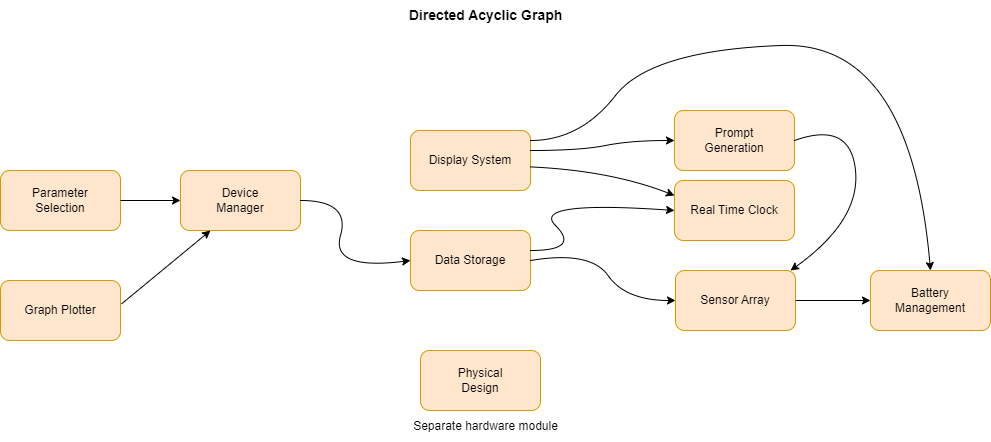 Directed Acyclic Graph
Prompt
Generation
Display System
Parameter
Selection
Device
Manager
Real Time Clock
Data Storage
Graph Plotter
Sensor Array
Battery
Management
Physical
Design
Separate hardware module